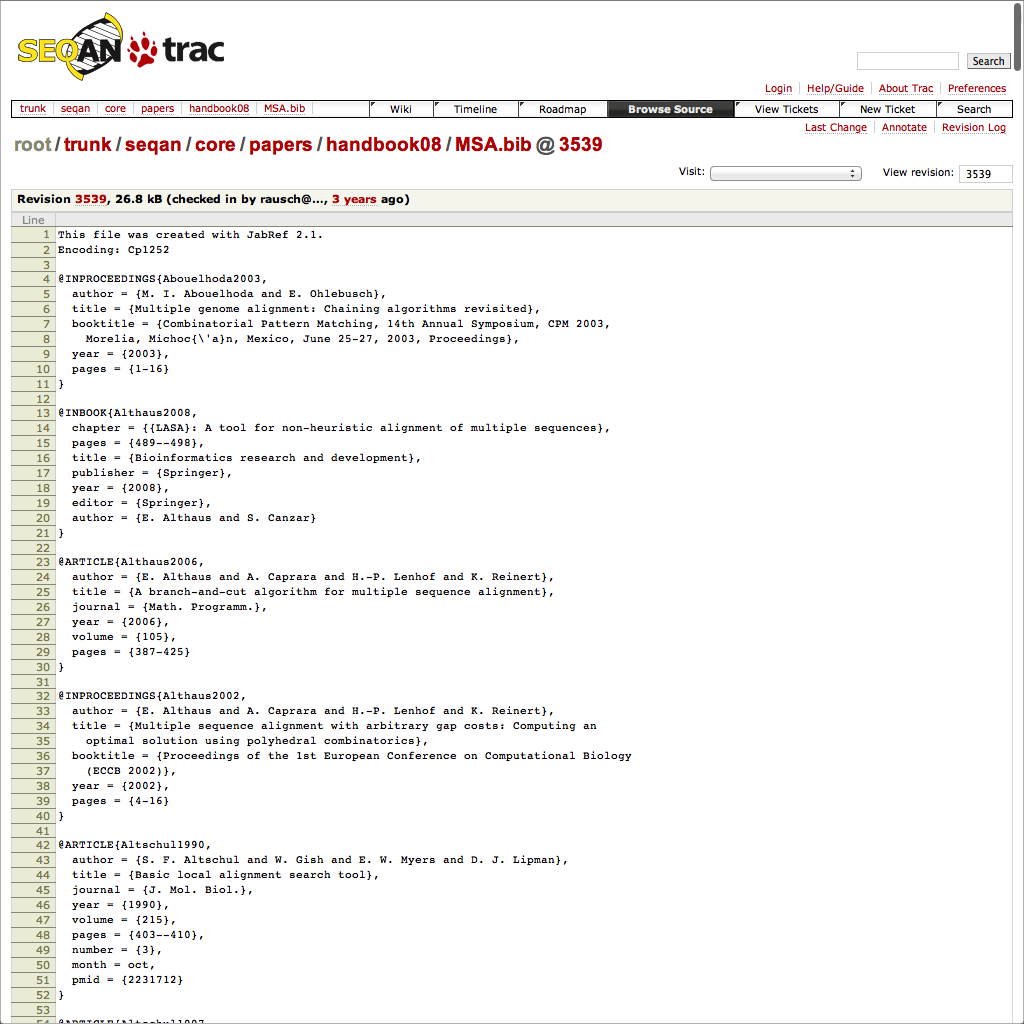 SEQAN trac
Search
Login Help/Guide About Trac Preferences
trunk seqan core papers handbook08 MSA.bib Wiki Timeline Roadmap Browse Source View Tickets New Ticket Search
Last Change Annotate Revision Log
root / trunk / seqan / core / papers / handbook08 / MSA.bib @ 3539
Visit: View revision: 3539
Revision 3539, 26.8 kB (checked in by rausch@..., 3 years ago)
Line
1 This file was created with JabRef 2.1.
2 Encoding: Cp1252
3
4 @INPROCEEDINGS{Abouelhoda2003,
5 author = {M. I. Abouelhoda and E. Ohlebusch},
6 title = {Multiple genome alignment: Chaining algorithms revisited},
7 booktitle = {Combinatorial Pattern Matching, 14th Annual Symposium, CPM 2003,
8 Morelia, Michoc{\'a}n, Mexico, June 25-27, 2003, Proceedings},
9 year = {2003},
10 pages = {1-16}
11 }
12
13 @INBOOK{Althaus2008,
14 chapter = {{LASA}: A tool for non-heuristic alignment of multiple sequences},
15 pages = {489--498},
16 title = {Bioinformatics research and development},
17 publisher = {Springer},
18 year = {2008},
19 editor = {Springer},
20 author = {E. Althaus and S. Canzar}
21 }
22
23 @ARTICLE{Althaus2006,
24 author = {E. Althaus and A. Caprara and H.-P. Lenhof and K. Reinert},
25 title = {A branch-and-cut algorithm for multiple sequence alignment},
26 journal = {Math. Programm.},
27 year = {2006},
28 volume = {105},
29 pages = {387-425}
30 }
31
32 @INPROCEEDINGS{Althaus2002,
33 author = {E. Althaus and A. Caprara and H.-P. Lenhof and K. Reinert},
34 title = {Multiple sequence alignment with arbitrary gap costs: Computing an
35 optimal solution using polyhedral combinatorics},
36 booktitle = {Proceedings of the 1st European Conference on Computational Biology
37 (ECCB 2002)},
38 year = {2002},
39 pages = {4-16}
40 }
41
42 @ARTICLE{Altschul1990,
43 author = {S. F. Altschul and W. Gish and E. W. Myers and D. J. Lipman},
44 title = {Basic local alignment search tool},
45 journal = {J. Mol. Biol.},
46 year = {1990},
47 volume = {215},
48 pages = {403--410},
49 number = {3},
50 month = oct,
51 pmid = {2231712}
52 }
53
54 @ARTICLE{Altschul1997,